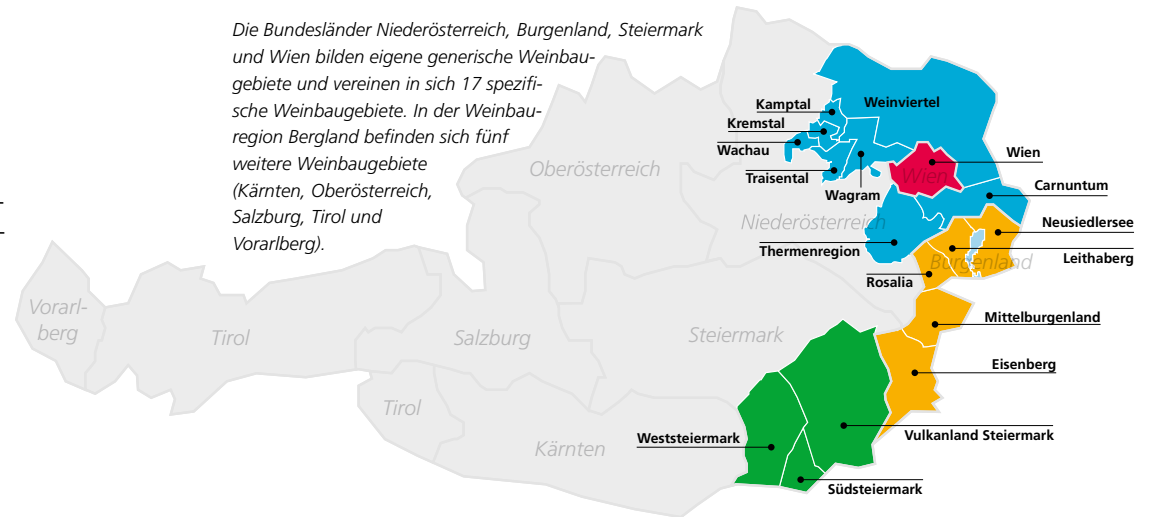 Die Bundesländer Niederösterreich, Burgenland, Steiermark
und Wien bilden eigene generische Weinbau-
gebiete und vereinen in sich 17 spezifi-
sche Weinbaugebiete. In der Weinbau-
region Bergland befinden sich fünf
weitere Weinbaugebiete
(Kärnten, Oberösterreich,
Salzburg, Tirol und
Vorarlberg).
Kamptal
Weinviertel
Kremstal
Wachau
Wien
Oberösterreich
Traisental
Wien
Wagram
Carnuntum
Niederösterreich
Neusiedlersee
Thermenregion
Leithaberg
Burgenland
Rosalia
Vorarl-
berg
Tirol
Salzburg
Steiermark
Mittelburgenland
Eisenberg
Tirol
Kärnten
Weststeiermark
Vulkanland Steiermark
Südsteiermark